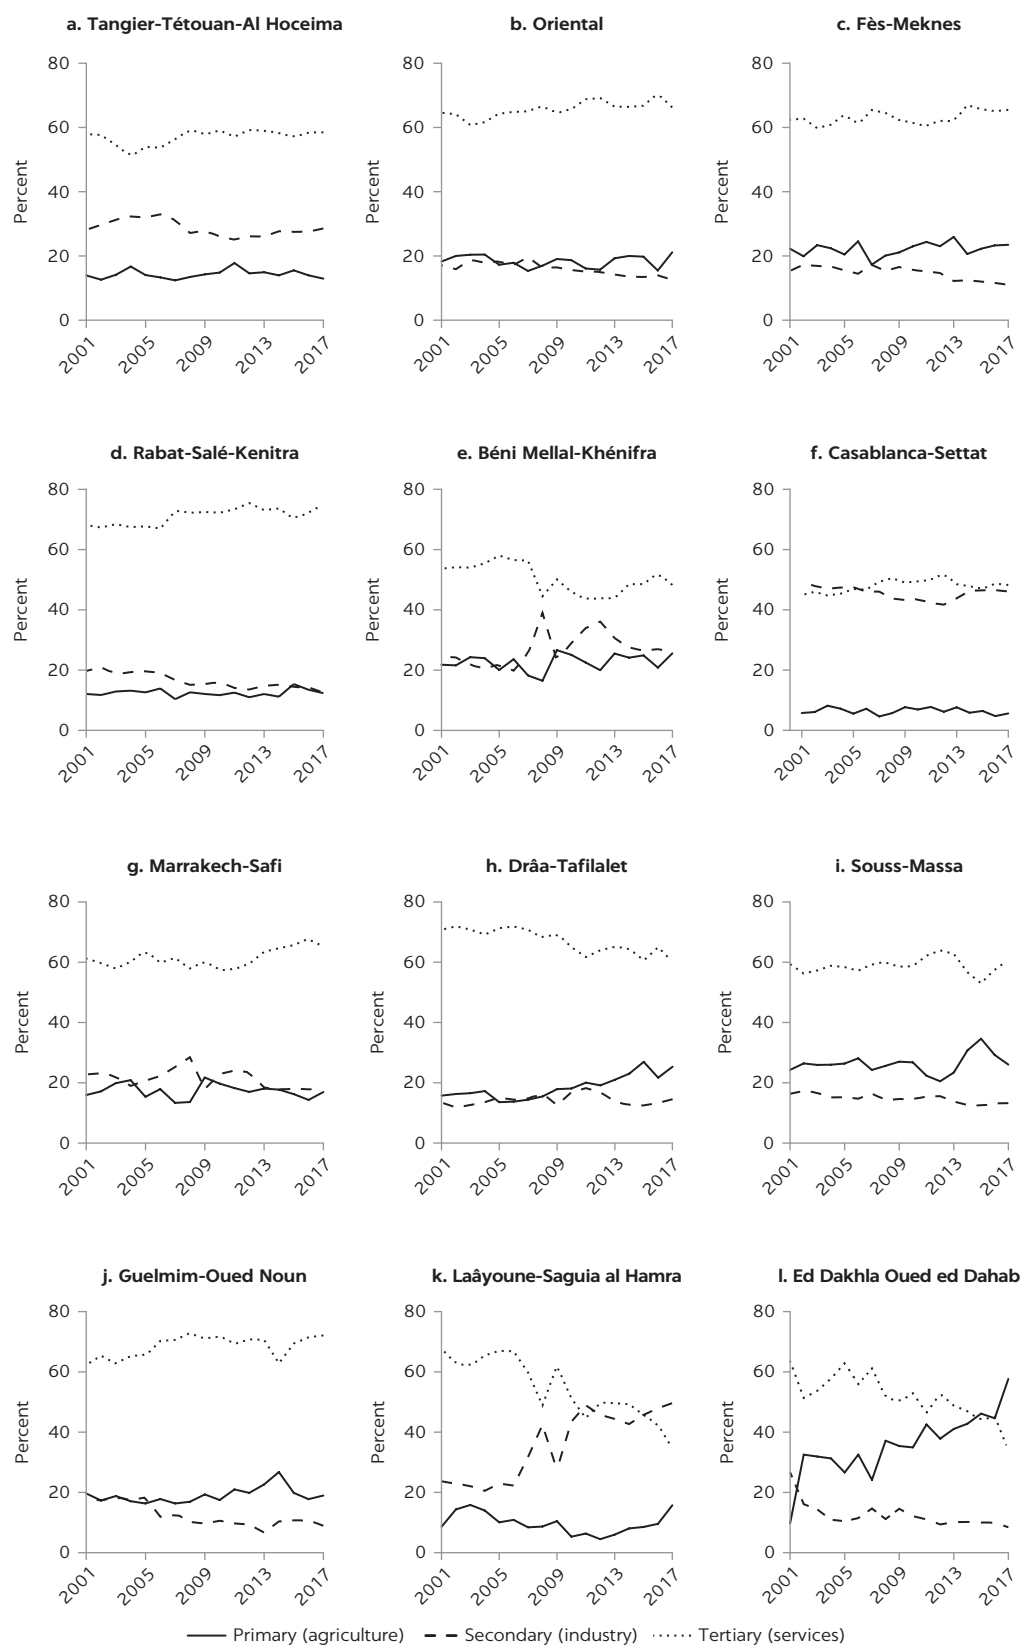 a. Tangier-Tétouan-Al Hoceima
80
60
40
20
0
Percent
2001 2005 2009 2013 2017
b. Oriental
80
60
40
20
0
Percent
2001 2005 2009 2013 2017
c. Fès-Meknes
80
60
40
20
0
Percent
2001 2005 2009 2013 2017
d. Rabat-Salé-Kenitra
80
60
40
20
0
Percent
2001 2005 2009 2013 2017
e. Béni Mellal-Khénifra
80
60
40
20
0
Percent
2001 2005 2009 2013 2017
f. Casablanca-Settat
80
60
40
20
0
Percent
2001 2005 2009 2013 2017
g. Marrakech-Safi
80
60
40
20
0
Percent
2001 2005 2009 2013 2017
h. Drâa-Tafilalet
80
60
40
20
0
Percent
2001 2005 2009 2013 2017
i. Souss-Massa
80
60
40
20
0
Percent
2001 2005 2009 2013 2017
j. Guelmim-Oued Noun
80
60
40
20
0
Percent
2001 2005 2009 2013 2017
k. Laâyoune-Saguia al Hamra
80
60
40
20
0
Percent
2001 2005 2009 2013 2017
l. Ed Dakhla Oued ed Dahab
80
60
40
20
0
Percent
2001 2005 2009 2013 2017
Primary (agriculture) Secondary (industry) Tertiary (services)